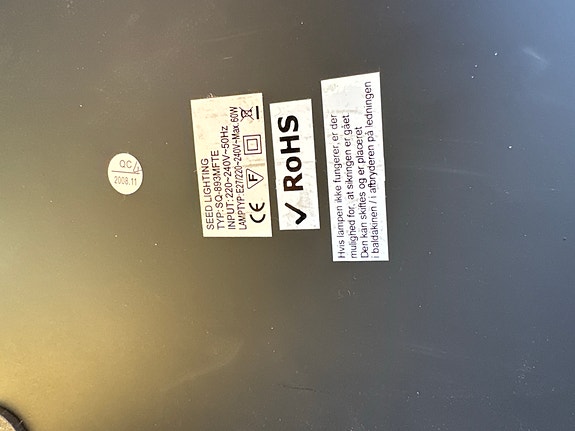 QC
2008.11
SEED LIGHTING
TYP:SQ-893MFTE
INPUT:220~240V~50Hz
LAMPTYP:E27/220~240V~Max.60W
CE F
✓ RoHS
Hvis lampen ikke fungerer, er der
mulighed for, at sikringen er gået.
Den kan skiftes og er placeret
i baldakinen / i afbryderen på ledningen